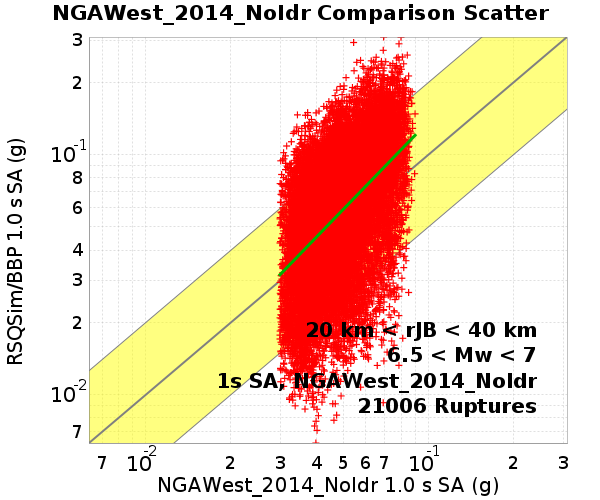 NGAWest_2014_NoIdr Comparison Scatter
3
2
10-1
8
6
4
3
2
10-2
7
RSQSim/BBP 1.0 s SA (g)
20 km < rJB < 40 km
6.5 < Mw < 7
1s SA, NGAWest_2014_NoIdr
21006 Ruptures
7 10-2 2 3 4 5 6 7 10-1 2 3
NGAWest_2014_NoIdr 1.0 s SA (g)